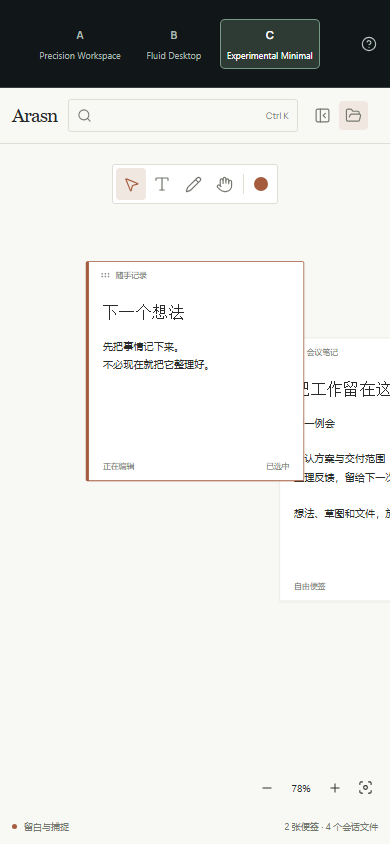 A
Precision Workspace
B
Fluid Desktop
C
Experimental Minimal
Arasn
Ctrl K
随手记录
下一个想法
先把事情记下来。
不必现在就把它整理好。
正在编辑
已选中
会议笔记
把工作留在这
一例会
认方案与交付范围
理反馈，留给下一次
想法、草图和文件，放
自由便签
78%
留白与捕捉
2 张便签 · 4 个会话文件